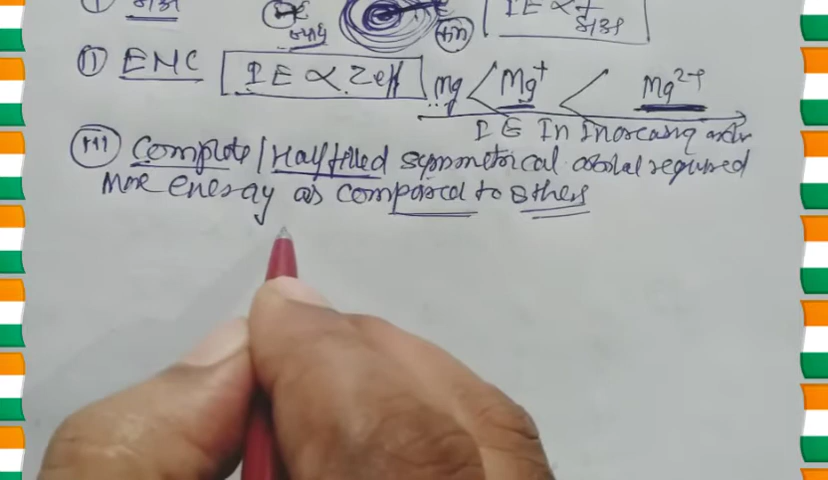 IE ∝ 1/आकार
(II) ENC IE ∝ Zeff Mg < Mg⁺ < Mg²⁺
IE In Increasing order
(III) Complete / Half filled symmetrical orbital required
More energy as compared to others